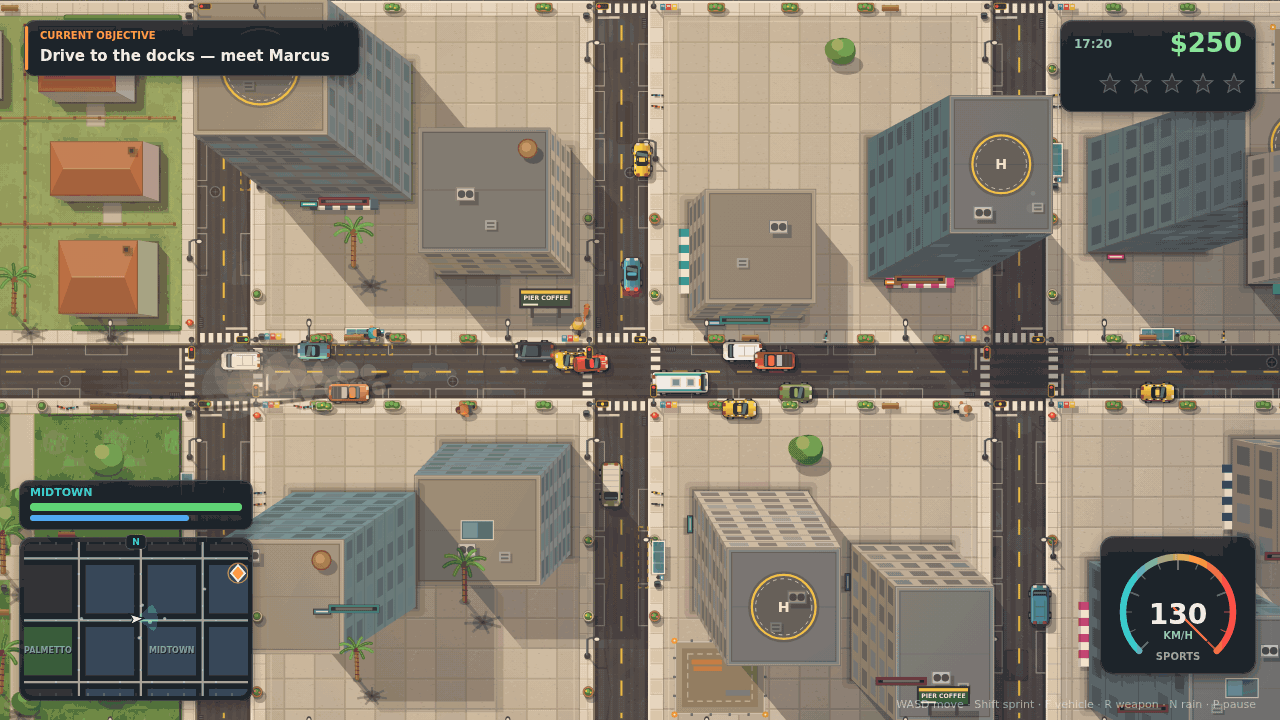 CURRENT OBJECTIVE
Drive to the docks — meet Marcus
17:20
$250
H
PIER COFFEE
MIDTOWN
N
PALMETTO
MIDTOWN
H
130
KM/H
SPORTS
PIER COFFEE
WASD move · Shift sprint · F vehicle · R weapon · N rain · P pause